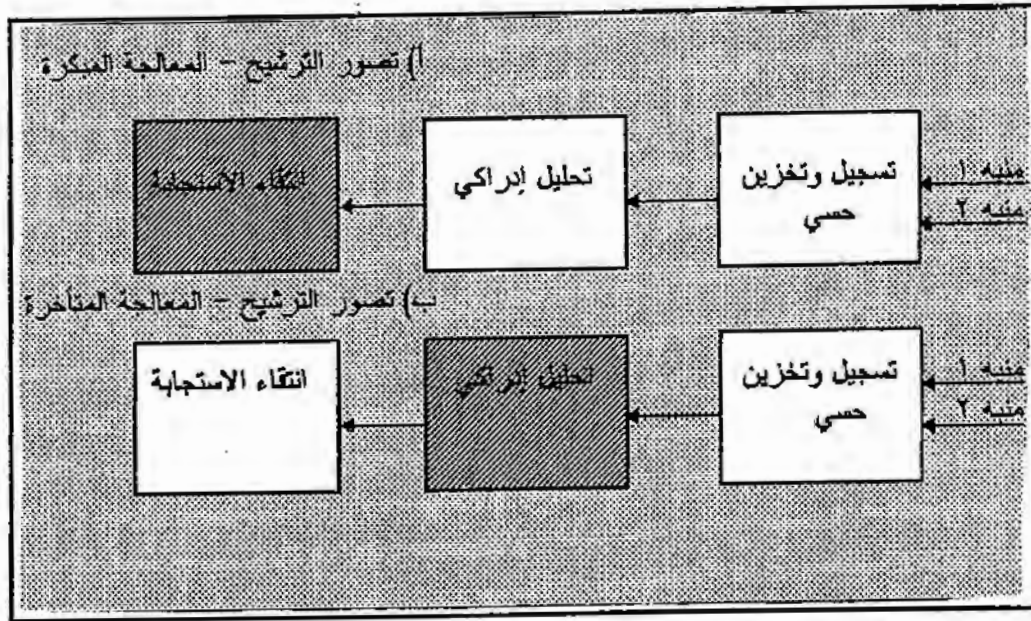 أ) تصور الترشيح – المعالجة المبكرة
منبه ١
منبه ٢
تسجيل وتخزين
حسي
تحليل إدراكي
انتقاء الاستجابة
ب) تصور الترشيح – المعالجة المتأخرة
منبه ١
منبه ٢
تسجيل وتخزين
حسي
تحليل إدراكي
انتقاء الاستجابة